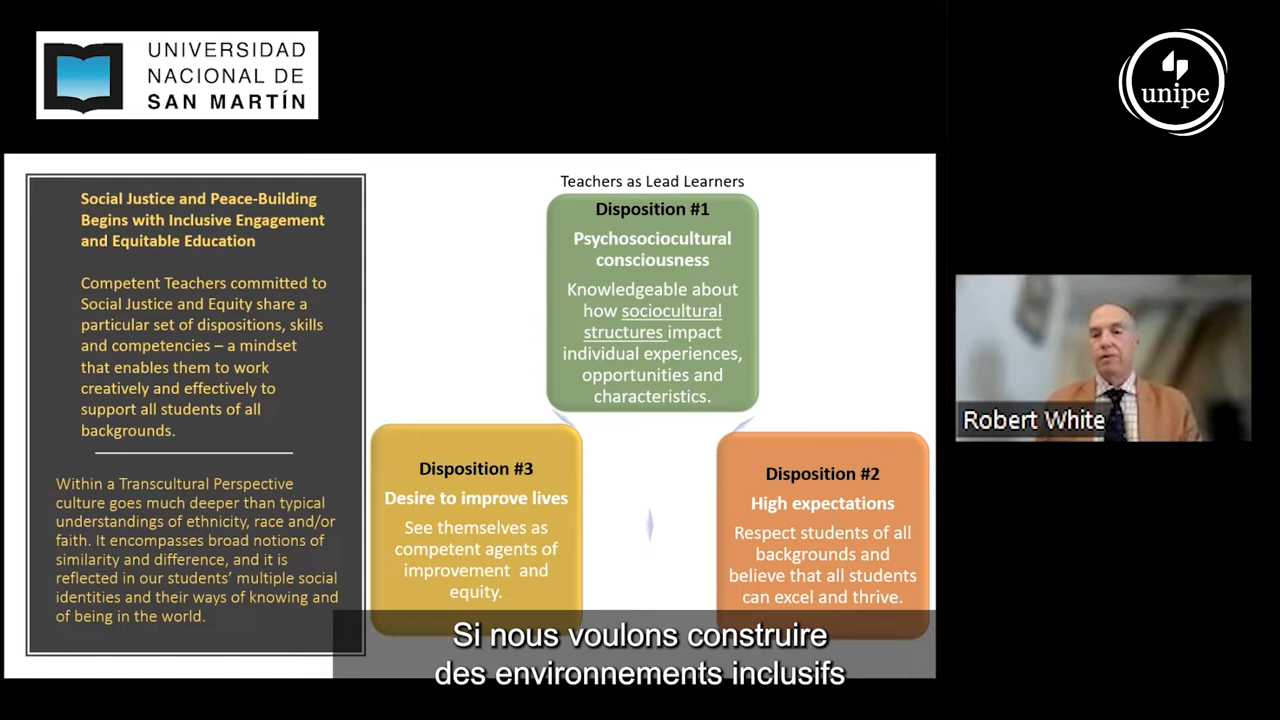 UNIVERSIDAD
NACIONAL DE
SAN MARTÍN
unipe
Social Justice and Peace-Building
Begins with Inclusive Engagement
and Equitable Education
Competent Teachers committed to
Social Justice and Equity share a
particular set of dispositions, skills
and competencies – a mindset
that enables them to work
creatively and effectively to
support all students of all
backgrounds.
Within a Transcultural Perspective
culture goes much deeper than typical
understandings of ethnicity, race and/or
faith. It encompasses broad notions of
similarity and difference, and it is
reflected in our students’ multiple social
identities and their ways of knowing and
of being in the world.
Teachers as Lead Learners
Disposition #1
Psychosociocultural
consciousness
Knowledgeable about
how sociocultural
structures impact
individual experiences,
opportunities and
characteristics.
Disposition #3
Desire to improve lives
See themselves as
competent agents of
improvement and
equity.
Disposition #2
High expectations
Respect students of all
backgrounds and
believe that all students
can excel and thrive.
Robert White
Si nous voulons construire
des environnements inclusifs